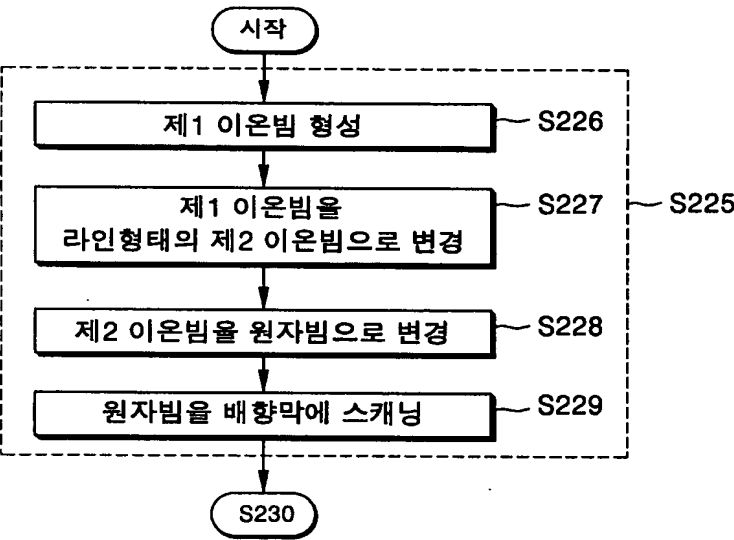 시작
제1 이온빔 형성
S226
제1 이온빔을
라인형태의 제2 이온빔으로 변경
S227
S225
제2 이온빔을 원자빔으로 변경
S228
원자빔을 배향막에 스캐닝
S229
S230